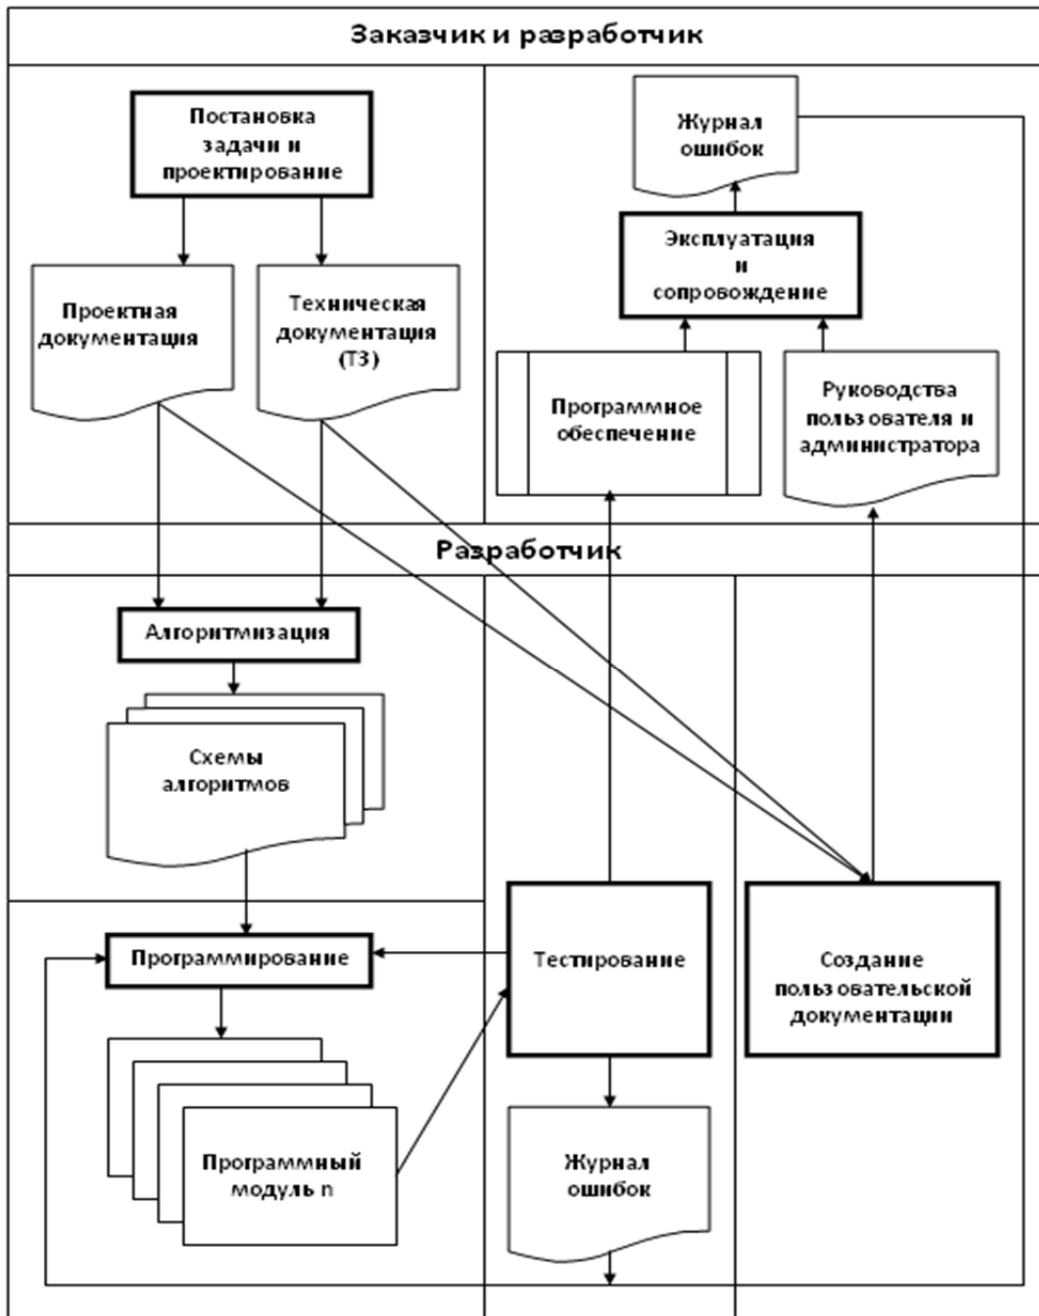 Заказчик и разработчик
Постановка
задачи и
проектирование
Журнал
ошибок
Эксплуатация
и
сопровождение
Проектная
документация
Техническая
документация
(ТЗ)
Программное
обеспечение
Руководства
пользователя и
администратора
Разработчик
Алгоритмизация
Схемы
алгоритмов
Программирование
Тестирование
Создание
пользовательской
документации
Программный
модуль n
Журнал
ошибок